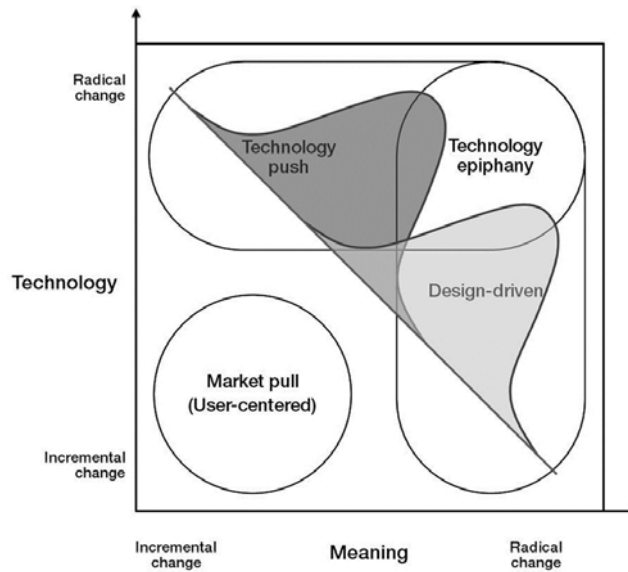 Radical
change
Technology
push
Technology
epiphany
Technology
Design-driven
Market pull
(User-centered)
Incremental
change
Incremental
change
Meaning
Radical
change